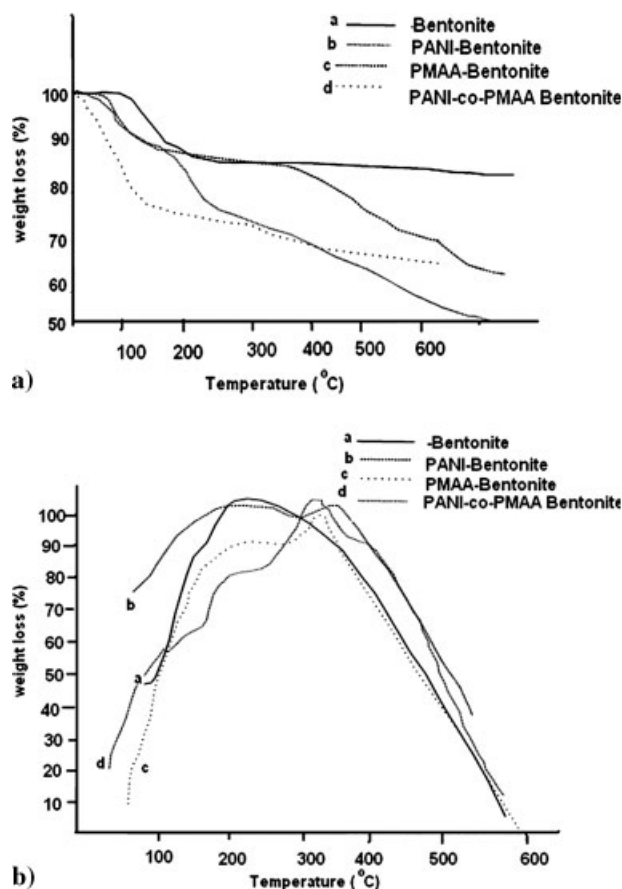 a -Bentonite
b PANI-Bentonite
c PMAA-Bentonite
d PANI-co-PMAA Bentonite
100
90
80
70
60
50
weight loss (%)
100 200 300 400 500 600
Temperature (°C)
a)
a -Bentonite
b PANI-Bentonite
c PMAA-Bentonite
d PANI-co-PMAA Bentonite
100
90
80
70
60
50
40
30
20
10
weight loss (%)
b
a
d
c
100 200 300 400 500 600
Temperature (°C)
b)